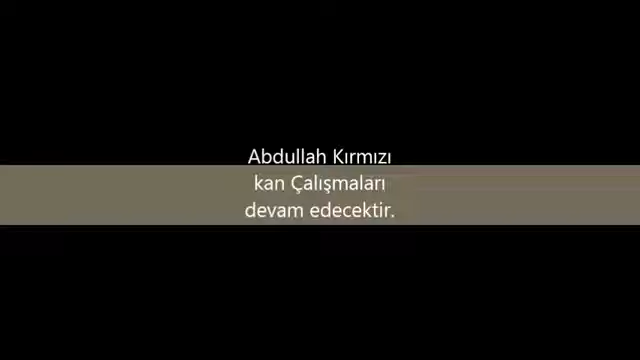 Abdullah Kırmızı
kan Çalışmaları
devam edecektir.